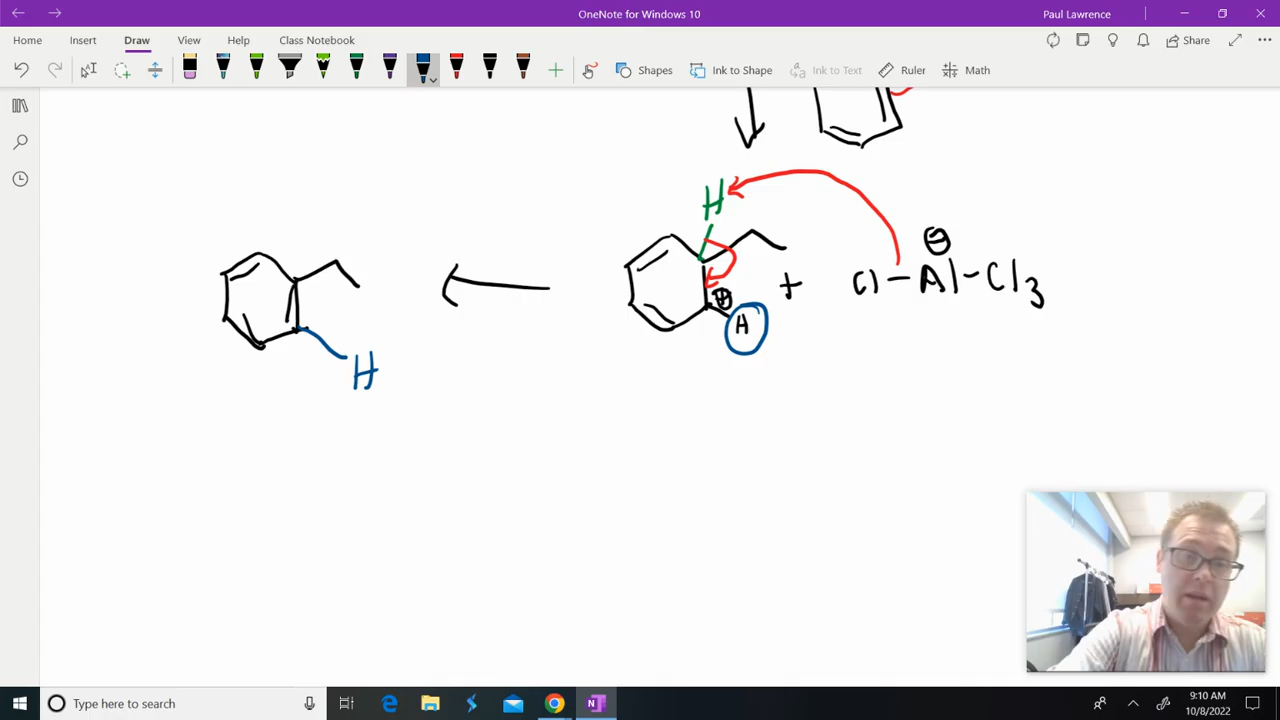 OneNote for Windows 10
Paul Lawrence
Home Insert Draw View Help Class Notebook
Share
Shapes Ink to Shape Ink to Text Ruler Math
H
⊖
Cl-Al-Cl3
⊕
+
H
H
Type here to search
9:10 AM
10/8/2022